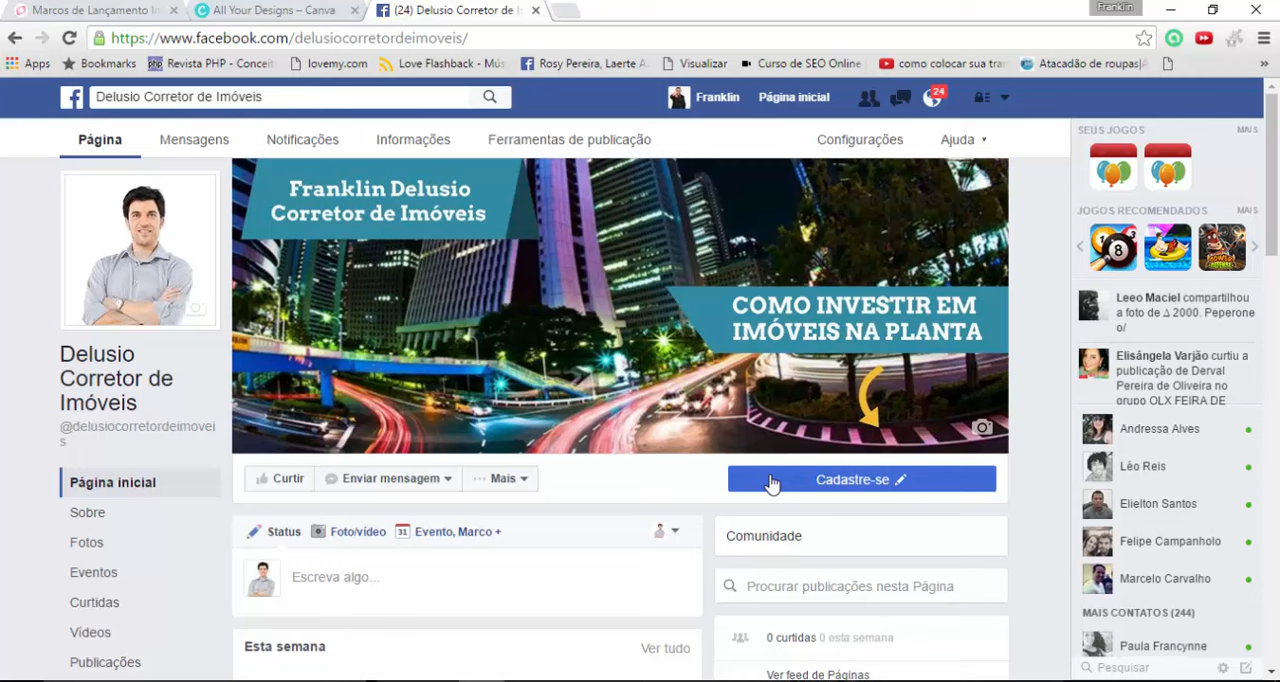 Marcos de Lançamento In
All Your Designs – Canva
(24) Delusio Corretor de I
Franklin
https://www.facebook.com/delusiocorretordeimoveis/
Apps
Bookmarks
php
Revista PHP - Conceit
lovemy.com
Love Flashback - Mús
Rosy Pereira, Laerte A
Visualizar
Curso de SEO Online
como colocar sua tran
Atacadão de roupas|A
»
Delusio Corretor de Imóveis
Franklin
Página inicial
24
Página
Mensagens
Notificações
Informações
Ferramentas de publicação
Configurações
Ajuda
Franklin Delusio
Corretor de Imóveis
COMO INVESTIR EM
IMÓVEIS NA PLANTA
Delusio
Corretor de
Imóveis
@delusiocorretordeimovei
s
Curtir
Enviar mensagem
··· Mais
Cadastre-se
Página inicial
Sobre
Fotos
Eventos
Curtidas
Vídeos
Publicações
Status
Foto/vídeo
31
Evento, Marco +
Escreva algo...
Esta semana
Ver tudo
Comunidade
Procurar publicações nesta Página
0 curtidas 0 esta semana
Ver feed de Páginas
SEUS JOGOS
MAIS
JOGOS RECOMENDADOS
MAIS
8
Leeo Maciel compartilhou
a foto de Δ 2000. Peperone
o/
Elisângela Varjão curtiu a
publicação de Derval
Pereira de Oliveira no
grupo OLX FEIRA DE
Andressa Alves
Léo Reis
Elielton Santos
Felipe Campanholo
Marcelo Carvalho
MAIS CONTATOS (244)
Paula Francynne
Pesquisar